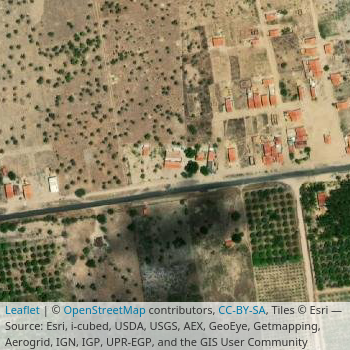 Leaflet | © OpenStreetMap contributors, CC-BY-SA, Tiles © Esri —
Source: Esri, i-cubed, USDA, USGS, AEX, GeoEye, Getmapping,
Aerogrid, IGN, IGP, UPR-EGP, and the GIS User Community